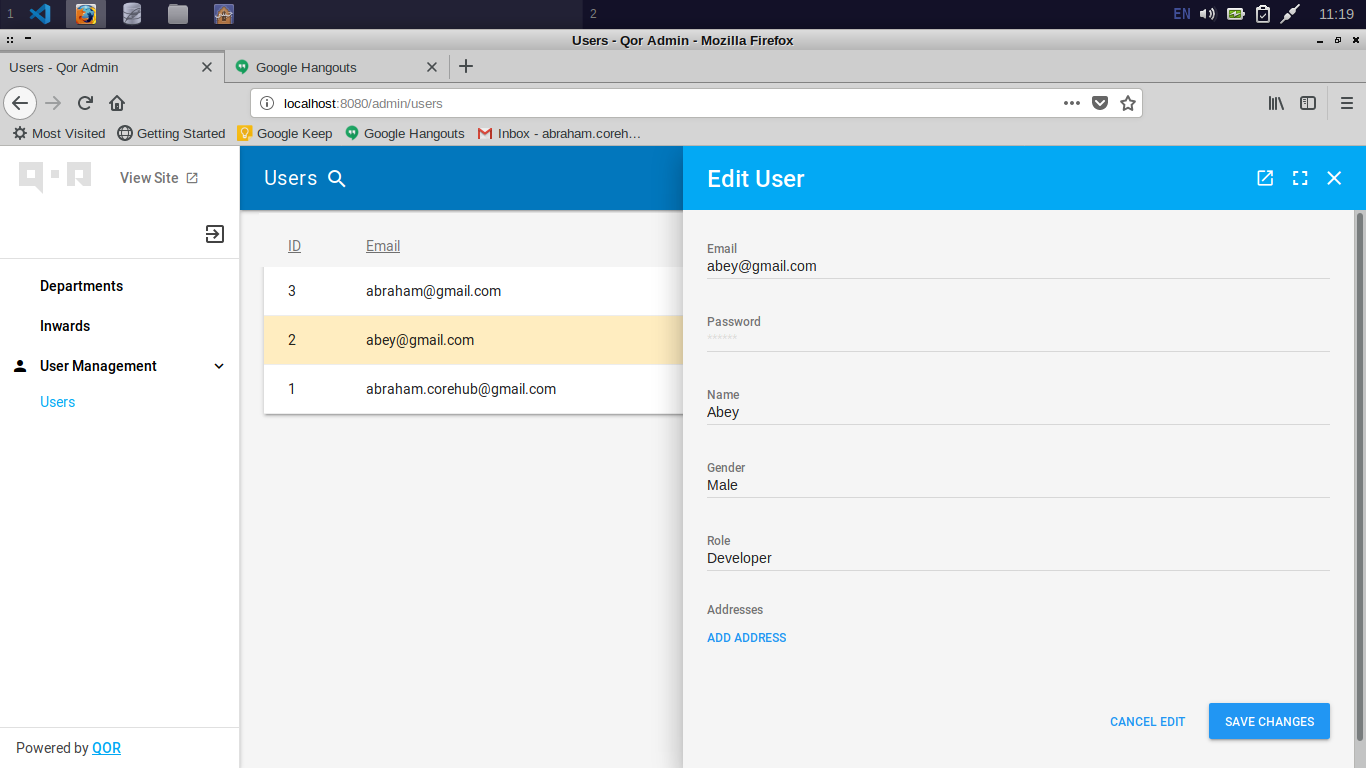 1
2
EN
11:19
Users - Qor Admin - Mozilla Firefox
Users - Qor Admin
Google Hangouts
localhost:8080/admin/users
Most Visited
Getting Started
Google Keep
Google Hangouts
Inbox - abraham.coreh…
QOR
View Site
Departments
Inwards
User Management
Users
Powered by QOR
Users
ID Email
3 abraham@gmail.com
2 abey@gmail.com
1 abraham.corehub@gmail.com
Edit User
Email
abey@gmail.com
Password
******
Name
Abey
Gender
Male
Role
Developer
Addresses
ADD ADDRESS
CANCEL EDIT
SAVE CHANGES